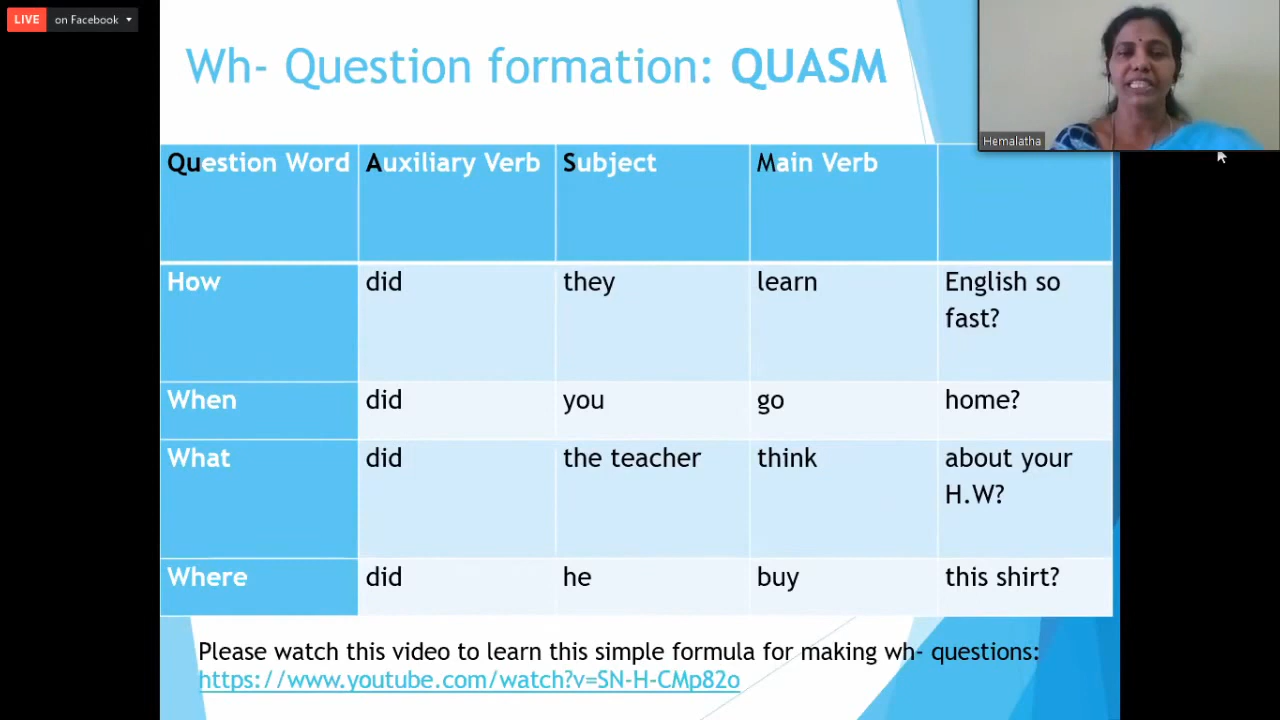 LIVE on Facebook
Wh- Question formation: QUASM
Hemalatha
Question Word Auxiliary Verb Subject Main Verb
How did they learn English so
fast?
When did you go home?
What did the teacher think about your
H.W?
Where did he buy this shirt?
Please watch this video to learn this simple formula for making wh- questions:
https://www.youtube.com/watch?v=SN-H-CMp82o